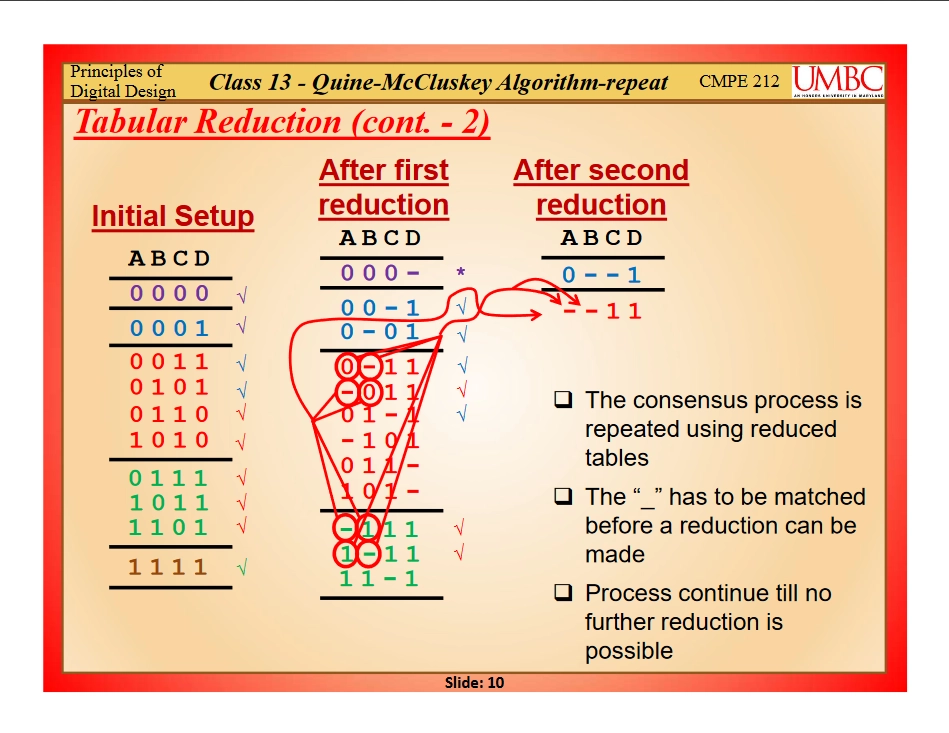 Principles of
Digital Design
Class 13 - Quine-McCluskey Algorithm-repeat
CMPE 212
UMBC
AN HONORS UNIVERSITY IN MARYLAND
Tabular Reduction (cont. - 2)
Initial Setup
A B C D
0 0 0 0 √
0 0 0 1 √
0 0 1 1 √
0 1 0 1 √
0 1 1 0 √
1 0 1 0 √
0 1 1 1 √
1 0 1 1 √
1 1 0 1 √
1 1 1 1 √
After first
reduction
A B C D
0 0 0 – *
0 0 – 1 √
0 – 0 1 √
0 – 1 1 √
– 0 1 1 √
0 1 – 1 √
– 1 0 1
0 1 1 –
1 0 1 –
– 1 1 1 √
1 – 1 1 √
1 1 – 1
After second
reduction
A B C D
0 – – 1
– – 1 1
❑ The consensus process is
repeated using reduced
tables
❑ The “_” has to be matched
before a reduction can be
made
❑ Process continue till no
further reduction is
possible
Slide: 10